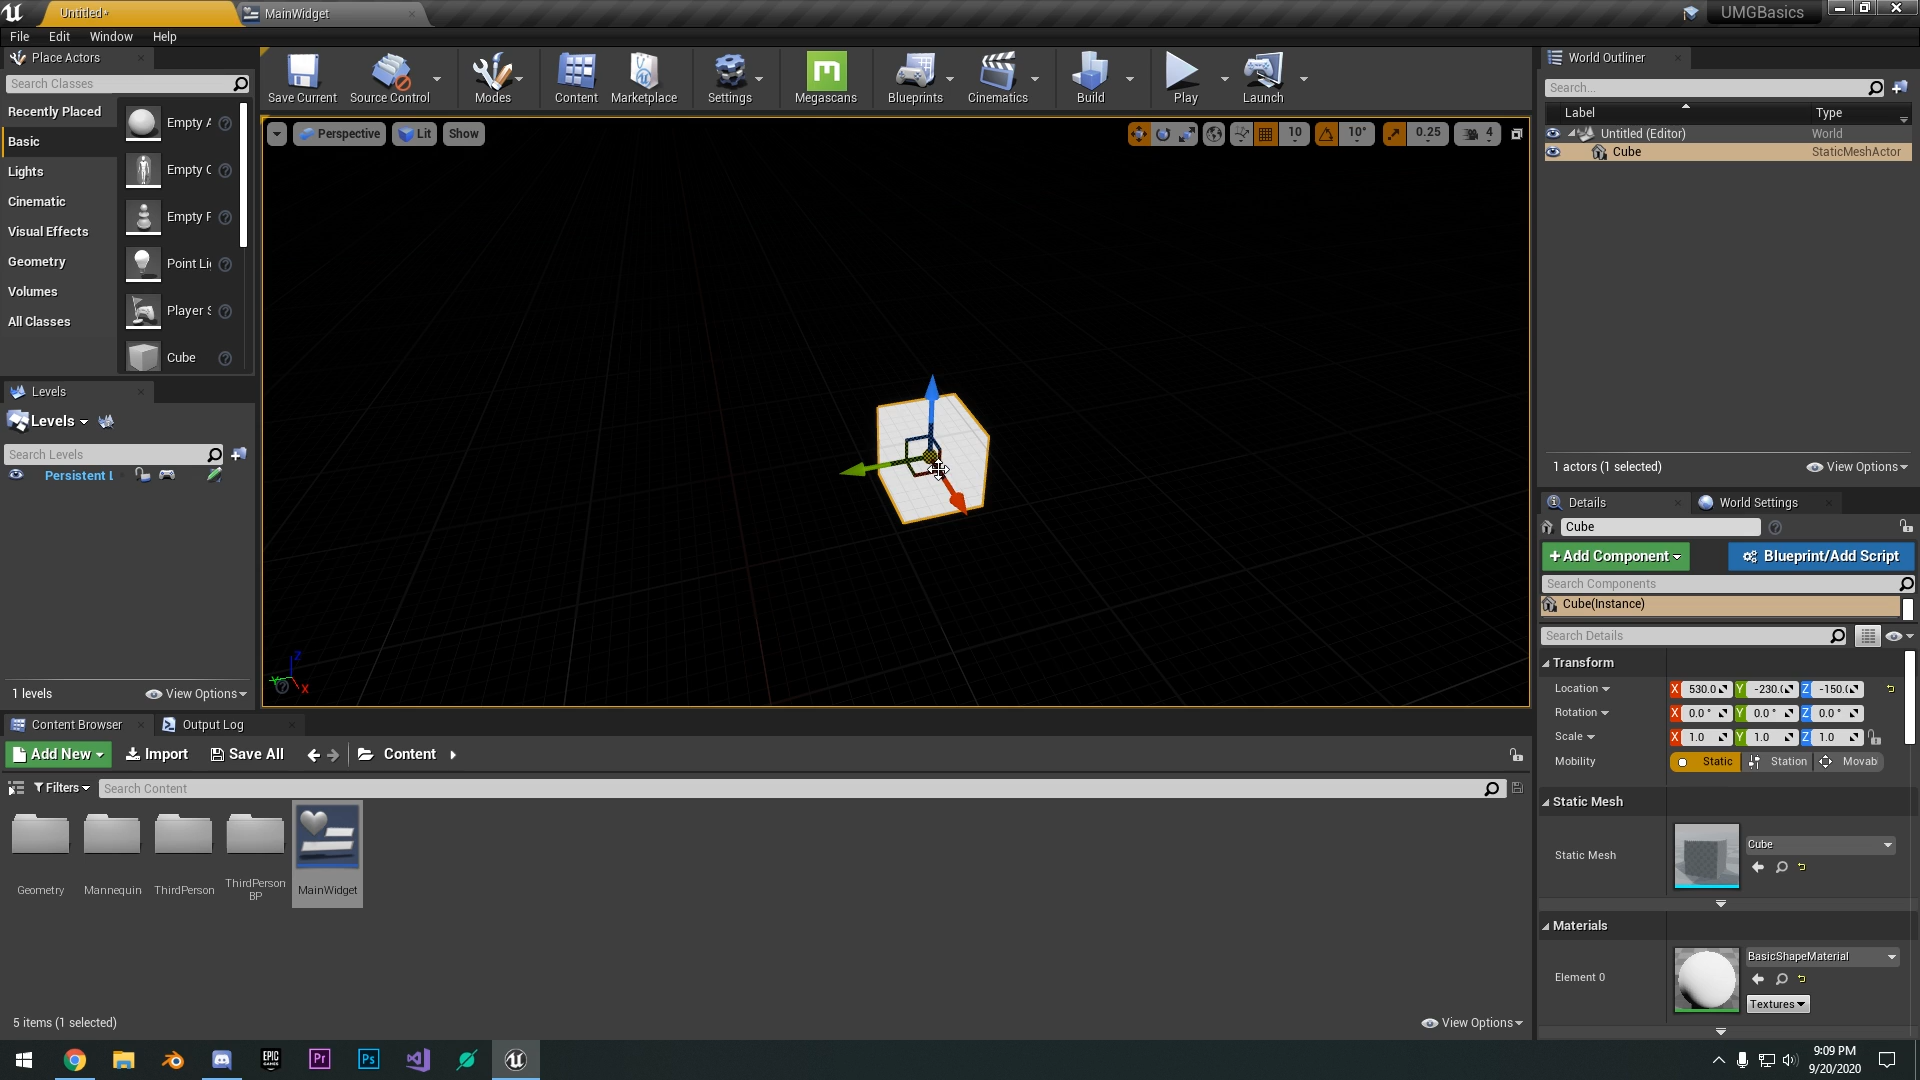 Untitled*
MainWidget
UMGBasics
File Edit Window Help
Place Actors
Search Classes
Recently Placed
Basic
Lights
Cinematic
Visual Effects
Geometry
Volumes
All Classes
Empty A
Empty C
Empty P
Point Li
Player S
Cube
Levels
Levels
Search Levels
Persistent L
1 levels
View Options
Save Current
Source Control
Modes
Content
Marketplace
Settings
Megascans
Blueprints
Cinematics
Build
Play
Launch
Perspective
Lit
Show
10
10°
0.25
4
Z
X
World Outliner
Search...
Label Type
Untitled (Editor) World
Cube StaticMeshActor
1 actors (1 selected)
View Options
Details
World Settings
Cube
+Add Component
Blueprint/Add Script
Search Components
Cube(Instance)
Search Details
Transform
Location X 530.0 Y -230.( Z -150.(
Rotation X 0.0 ° Y 0.0 ° Z 0.0 °
Scale X 1.0 Y 1.0 Z 1.0
Mobility Static Station Movab
Static Mesh
Static Mesh
Cube
Materials
Element 0
BasicShapeMaterial
Textures
Content Browser
Output Log
Add New
Import
Save All
Content
Filters
Search Content
Geometry
Mannequin
ThirdPerson
ThirdPerson
BP
MainWidget
5 items (1 selected)
View Options
EPIC
GAMES
Pr
Ps
9:09 PM
9/20/2020